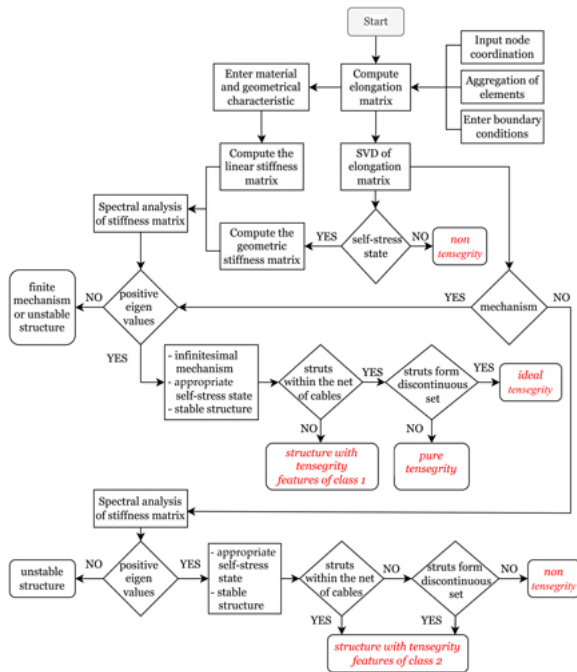 Start
Input node
coordination
Enter material
and geometrical
characteristic
Compute
elongation
matrix
Aggregation of
elements
Enter boundary
conditions
Compute the
linear stiffness
matrix
SVD of
elongation
matrix
Spectral analysis
of stiffness matrix
Compute the
geometric
stiffness matrix
YES
self-stress
state
NO
non
tensegrity
finite
mechanism
or unstable
structure
NO
positive
eigen
values
YES
mechanism
NO
YES
- infinitesimal
mechanism
- appropriate
self-stress state
- stable structure
struts
within the net
of cables
YES
struts form
discontinuous
set
YES
ideal
tensegrity
NO
NO
structure with
tensegrity
features of class 1
pure
tensegrity
Spectral analysis
of stiffness matrix
unstable
structure
NO
positive
eigen
values
YES
- appropriate
self-stress
state
- stable
structure
struts
within the net
of cables
NO
struts form
discontinuous
set
NO
non
tensegrity
YES
YES
structure with tensegrity
features of class 2